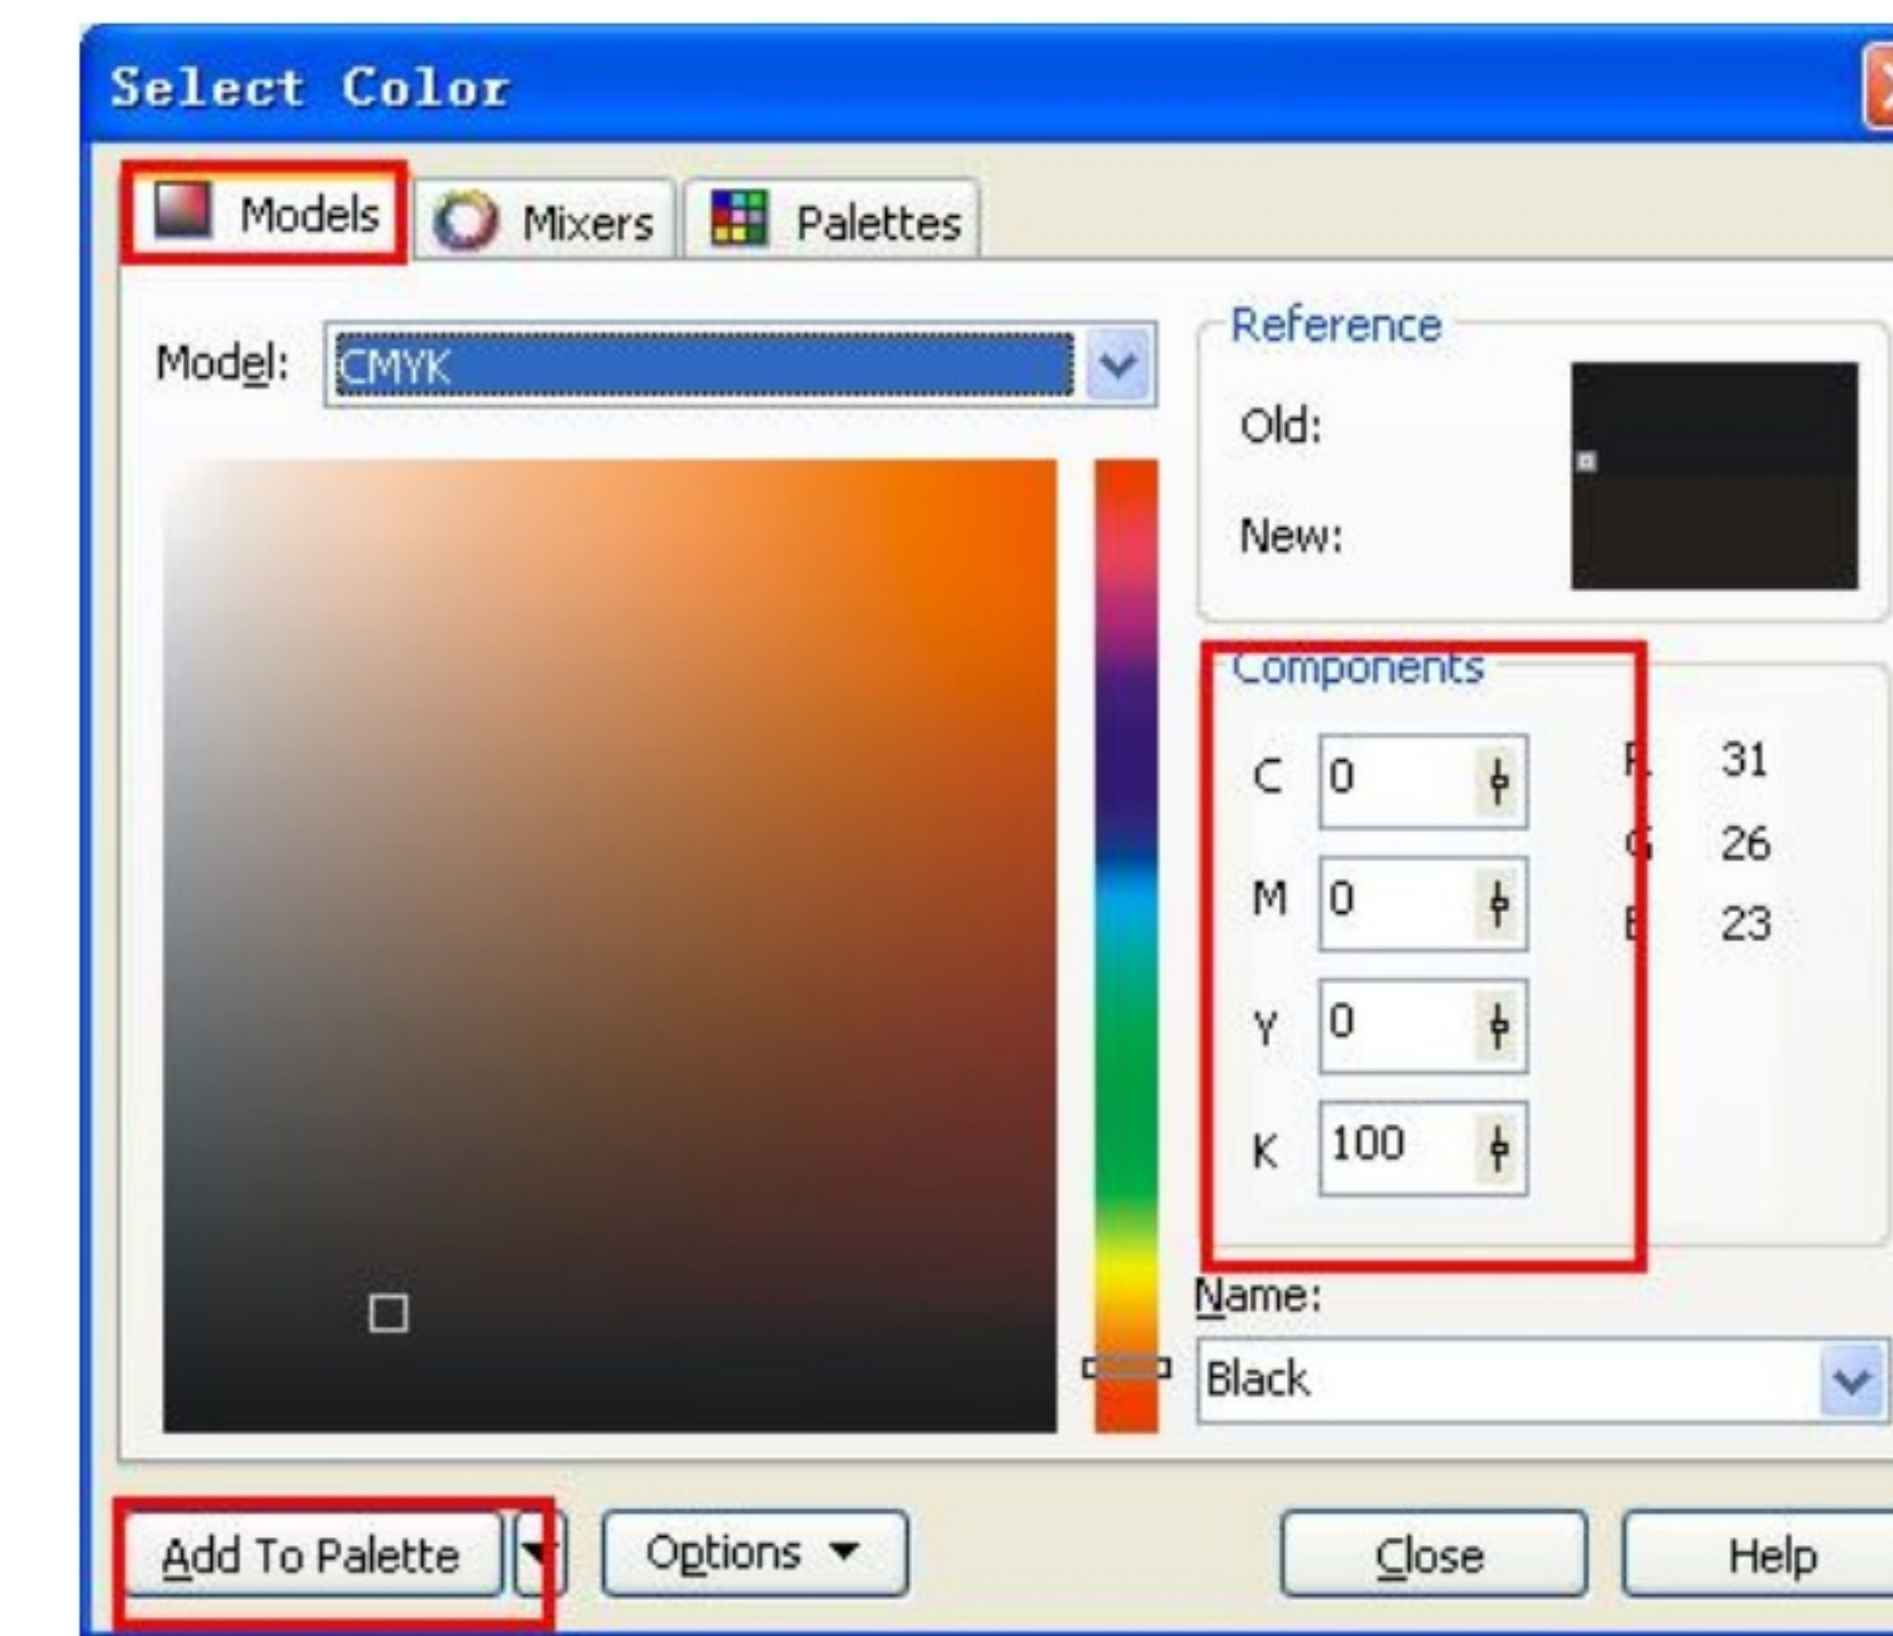 Select Color
Models Mixers Palettes
Model: CMYK
Reference
Old:
New:
Components
C 0 R 31
M 0 G 26
Y 0 B 23
K 100
Name:
Black
Add To Palette Options Close Help